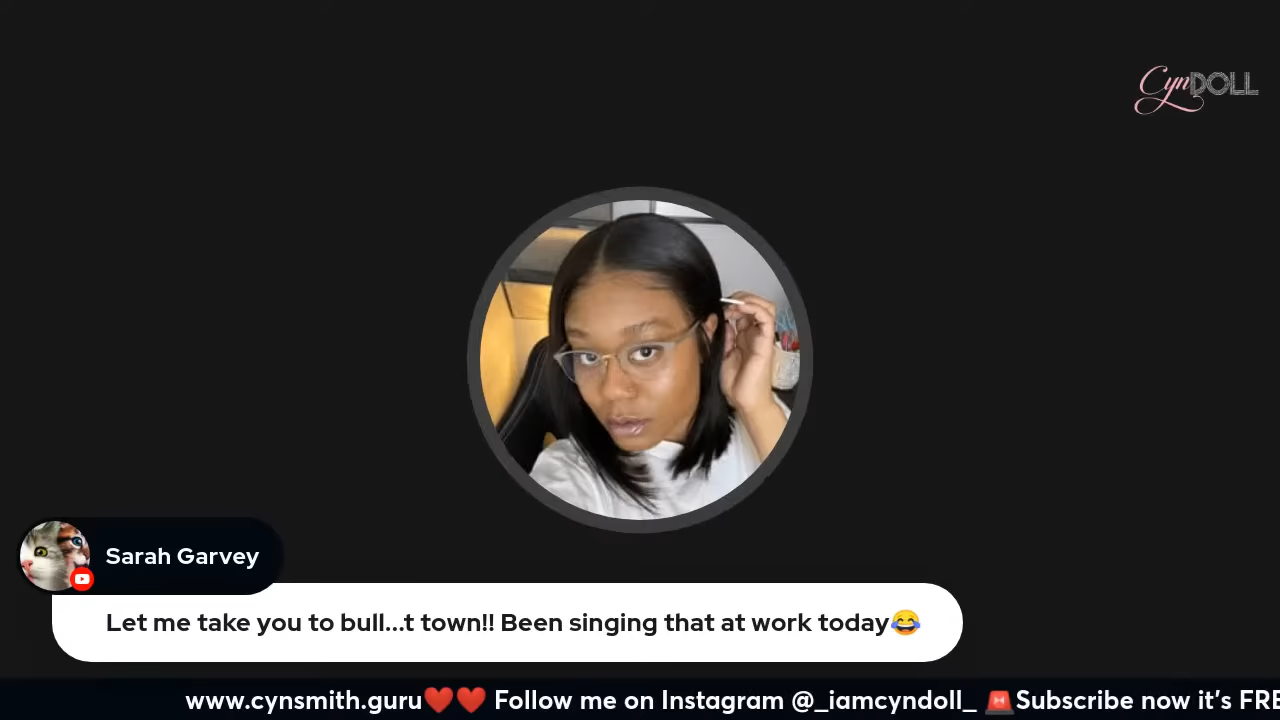 CynDOLL
Sarah Garvey
Let me take you to bull...t town!! Been singing that at work today😂
www.cynsmith.guru❤️❤️ Follow me on Instagram @_iamcyndoll_ 🚨Subscribe now it's FRE